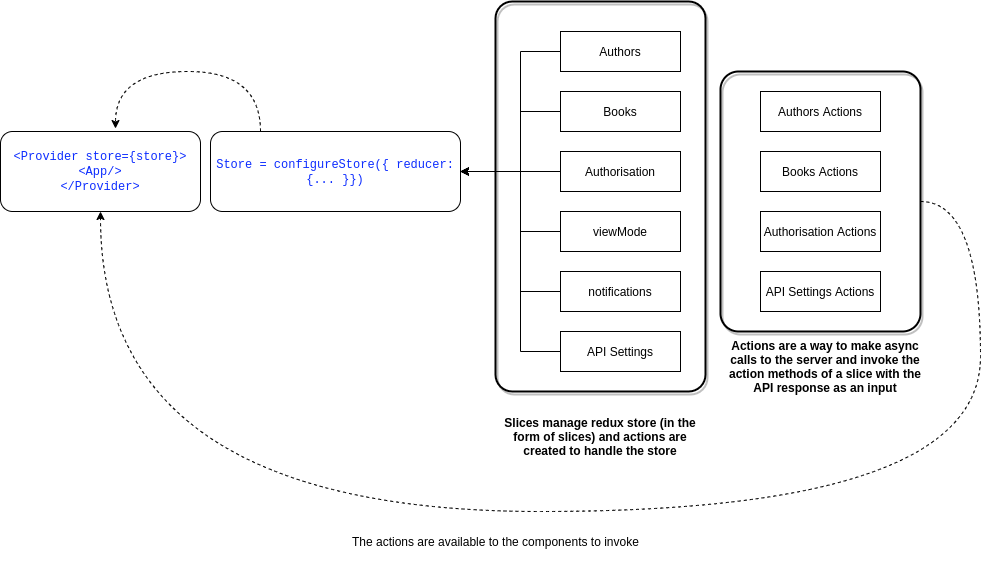 <Provider store={store}>
<App/>
</Provider>
Store = configureStore({ reducer:
{... }})
Authors
Books
Authorisation
viewMode
notifications
API Settings
Slices manage redux store (in the
form of slices) and actions are
created to handle the store
Authors Actions
Books Actions
Authorisation Actions
API Settings Actions
Actions are a way to make async
calls to the server and invoke the
action methods of a slice with the
API response as an input
The actions are available to the components to invoke